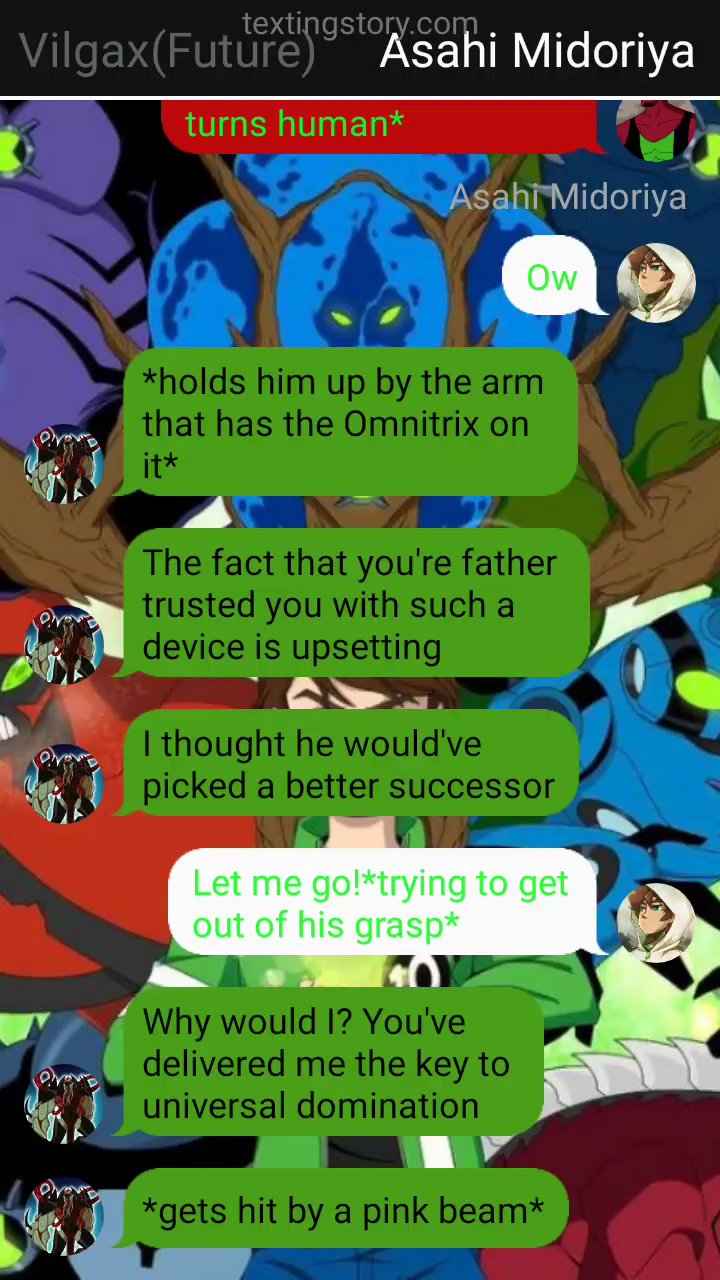 textingstory.com
Vilgax(Future)
Asahi Midoriya
turns human*
Asahi Midoriya
Ow
*holds him up by the arm
that has the Omnitrix on
it*
The fact that you're father
trusted you with such a
device is upsetting
I thought he would've
picked a better successor
Let me go!*trying to get
out of his grasp*
Why would I? You've
delivered me the key to
universal domination
*gets hit by a pink beam*